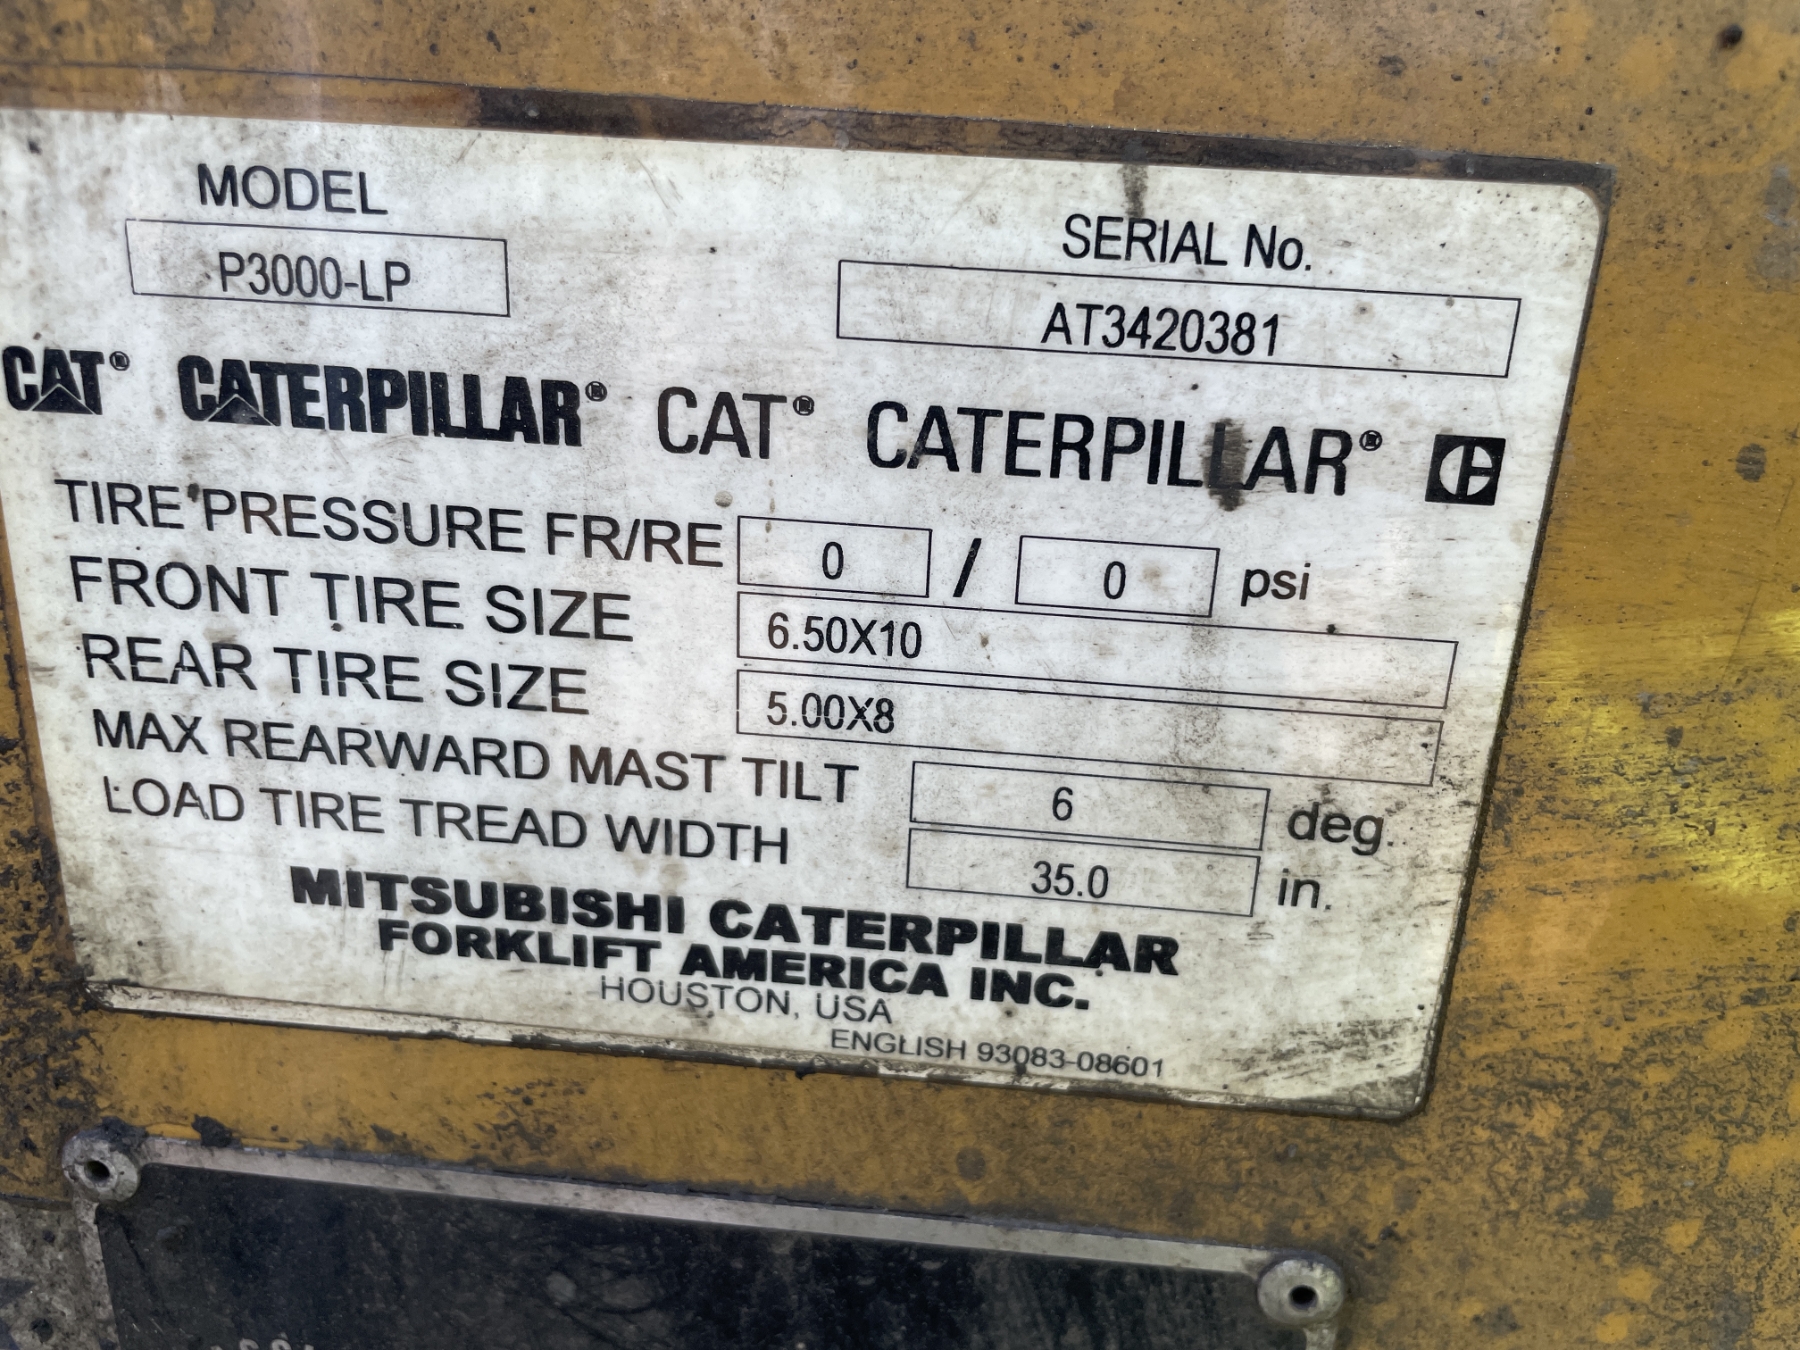 MODEL
P3000-LP
SERIAL No.
AT3420381
CAT® CATERPILLAR® CAT® CATERPILLAR®
TIRE PRESSURE FR/RE 0 / 0 psi
FRONT TIRE SIZE 6.50X10
REAR TIRE SIZE 5.00X8
MAX REARWARD MAST TILT 6 deg.
LOAD TIRE TREAD WIDTH 35.0 in.
MITSUBISHI CATERPILLAR
FORKLIFT AMERICA INC.
HOUSTON, USA
ENGLISH 93083-08601